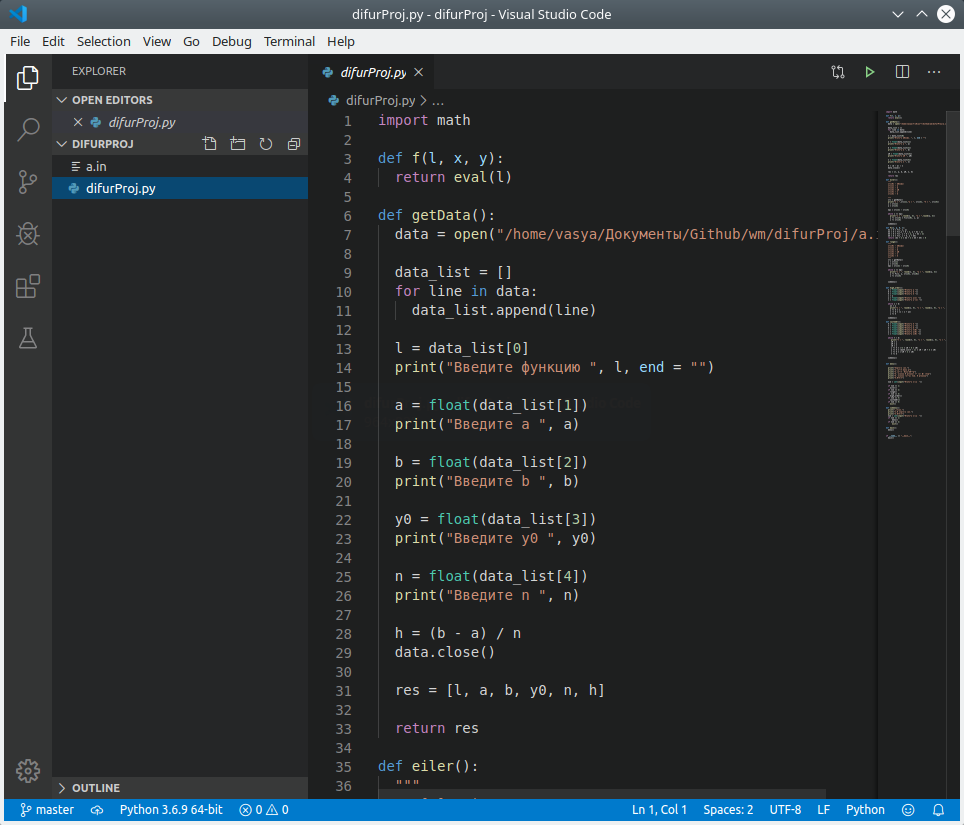 difurProj.py - difurProj - Visual Studio Code
File Edit Selection View Go Debug Terminal Help
EXPLORER
OPEN EDITORS
difurProj.py
DIFURPROJ
a.in
difurProj.py
OUTLINE
difurProj.py
difurProj.py > ...
1 import math
2
3 def f(l, x, y):
4 return eval(l)
5
6 def getData():
7 data = open("/home/vasya/Документы/Github/wm/difurProj/a.
8
9 data_list = []
10 for line in data:
11 data_list.append(line)
12
13 l = data_list[0]
14 print("Введите функцию ", l, end = "")
15
16 a = float(data_list[1])
17 print("Введите a ", a)
18
19 b = float(data_list[2])
20 print("Введите b ", b)
21
22 y0 = float(data_list[3])
23 print("Введите y0 ", y0)
24
25 n = float(data_list[4])
26 print("Введите n ", n)
27
28 h = (b - a) / n
29 data.close()
30
31 res = [l, a, b, y0, n, h]
32
33 return res
34
35 def eiler():
36 """
master Python 3.6.9 64-bit 0 0 Ln 1, Col 1 Spaces: 2 UTF-8 LF Python